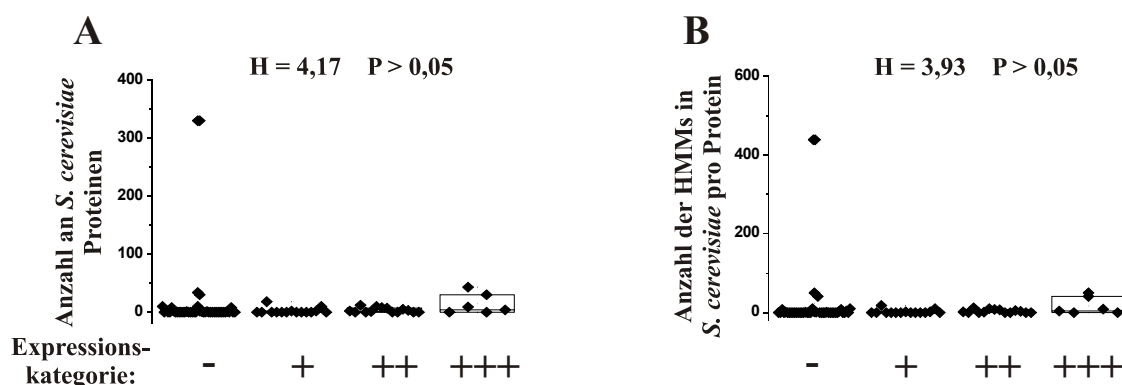 A
H = 4,17 P > 0,05
Anzahl an S. cerevisiae
Proteinen
400
300
200
100
0
Expressions-
kategorie:
-
+
++
+++
B
H = 3,93 P > 0,05
Anzahl der HMMs in
S. cerevisiae pro Protein
600
400
200
0
-
+
++
+++